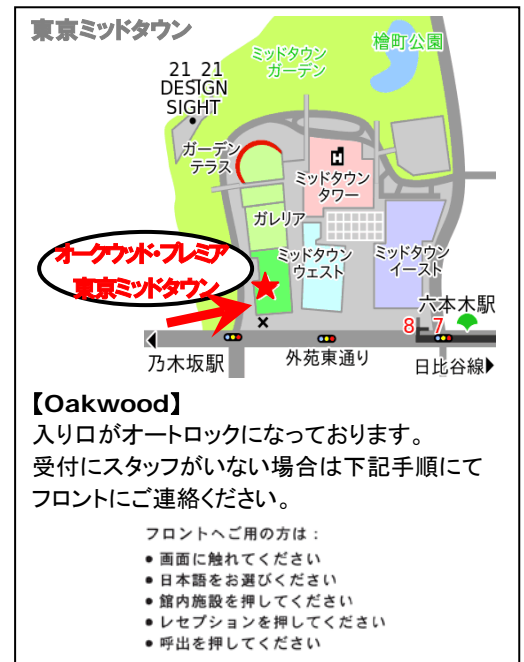 東京ミッドタウン
檜町公園
ミッドタウン
ガーデン
21_21
DESIGN
SIGHT
ガーデン
テラス
ミッドタウン
タワー
ガレリア
オークウッド・プレミア
東京ミッドタウン
ミッドタウン
ウェスト
ミッドタウン
イースト
六本木駅
8
7
乃木坂駅
外苑東通り
日比谷線
【Oakwood】
入り口がオートロックになっております。
受付にスタッフがいない場合は下記手順にて
フロントにご連絡ください。
フロントへご用の方は：
● 画面に触れてください
● 日本語をお選びください
● 館内施設を押してください
● レセプションを押してください
● 呼出を押してください